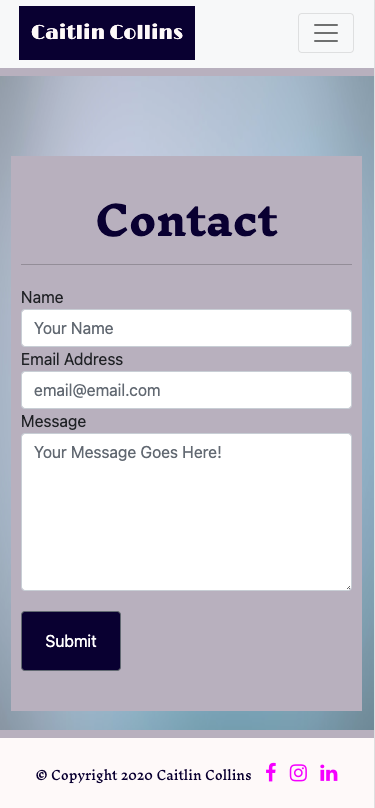 Caitlin Collins
Contact
Name
Your Name
Email Address
email@email.com
Message
Your Message Goes Here!
Submit
© Copyright 2020 Caitlin Collins